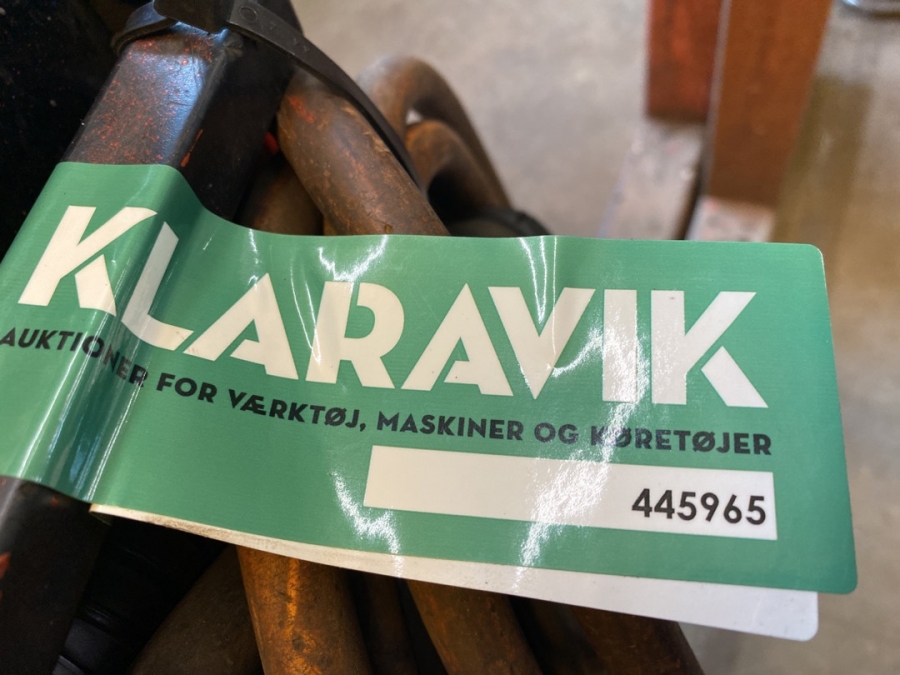 KLARAVIK
AUKTIONER FOR VÆRKTØJ, MASKINER OG KØRETØJER
445965